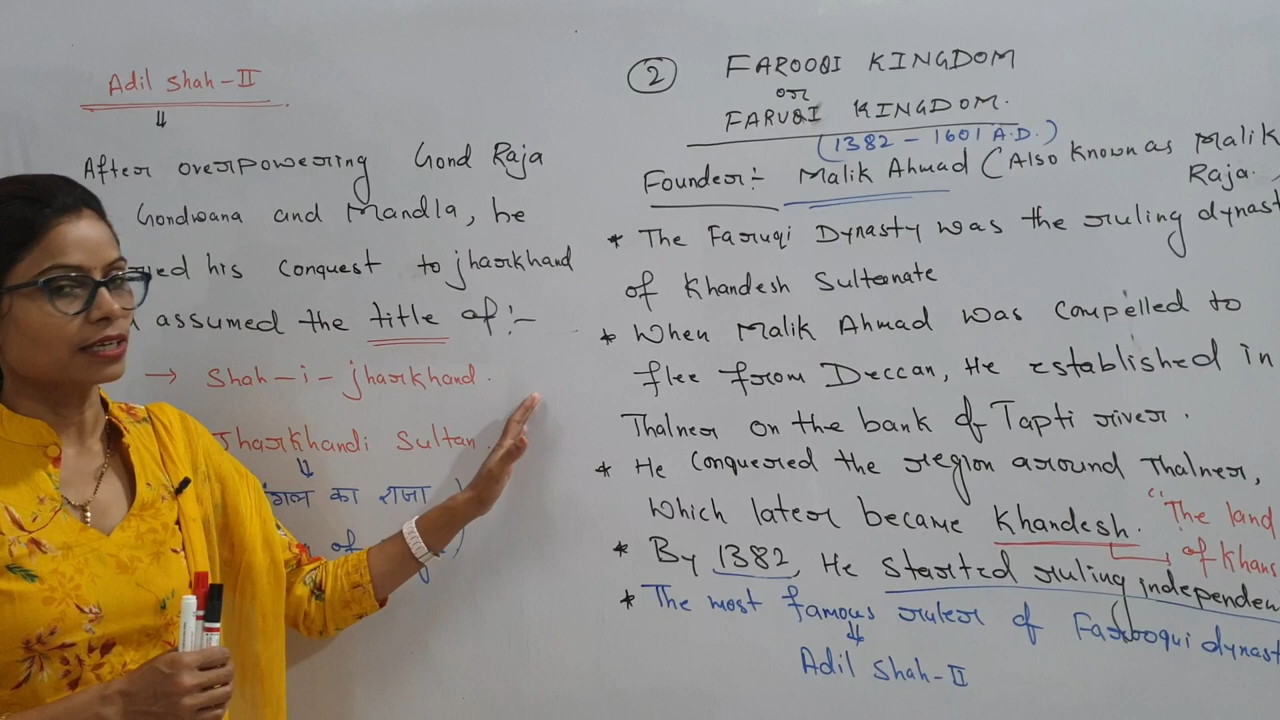 Adil Shah-II
⇓
After overpowering Gond Raja
Gondwana and Mandla, he
his conquest to jharkhand
assumed the title of :-
→ Shah-i-jharkhand.
Jharkhandi Sultan.
⇓
का राजा )
of
② FAROOQI KINGDOM
or
FARUQI KINGDOM.
(1382 - 1601 A.D.)
Founder:- Malik Ahmad (Also known as Malik
Raja.
* The Faruqi Dynasty was the ruling dynast
of Khandesh Sultanate
* When Malik Ahmad was compelled to
flee from Deccan, He established in
Thalner on the bank of Tapti river.
* He conquered the region around Thalner,
Which later became Khandesh. "The land
of Khans
* By 1382, He started ruling independen
* The most famous ruler of Farooqui dynast
⇓
Adil Shah-II